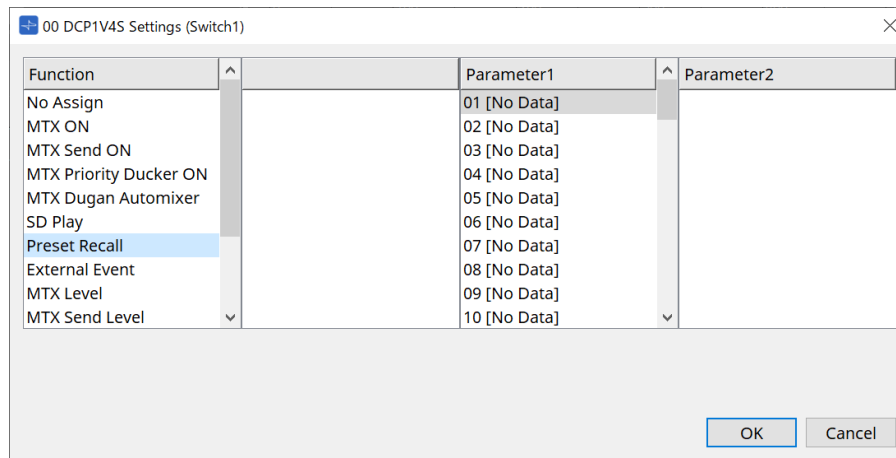 00 DCP1V4S Settings (Switch1)
Function
Parameter1
Parameter2
No Assign
01 [No Data]
MTX ON
02 [No Data]
MTX Send ON
03 [No Data]
MTX Priority Ducker ON
04 [No Data]
MTX Dugan Automixer
05 [No Data]
SD Play
06 [No Data]
Preset Recall
07 [No Data]
External Event
08 [No Data]
MTX Level
09 [No Data]
MTX Send Level
10 [No Data]
OK
Cancel